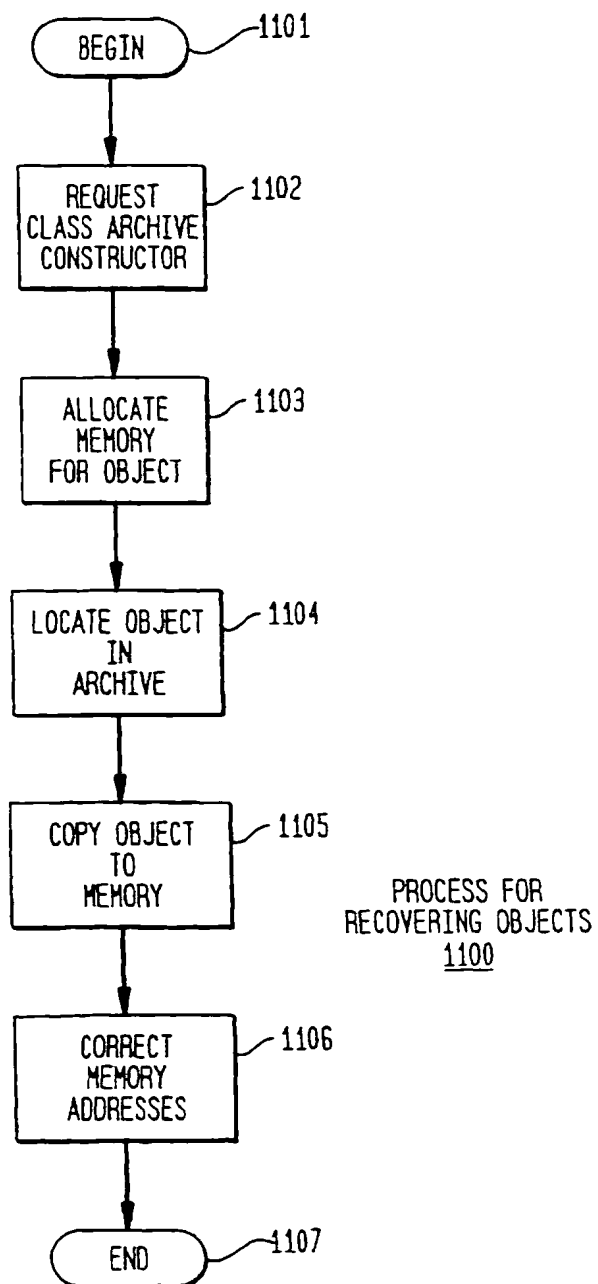 BEGIN
1101
REQUEST
CLASS ARCHIVE
CONSTRUCTOR
1102
ALLOCATE
MEMORY
FOR OBJECT
1103
LOCATE OBJECT
IN
ARCHIVE
1104
COPY OBJECT
TO
MEMORY
1105
PROCESS FOR
RECOVERING OBJECTS
1100
CORRECT
MEMORY
ADDRESSES
1106
END
1107